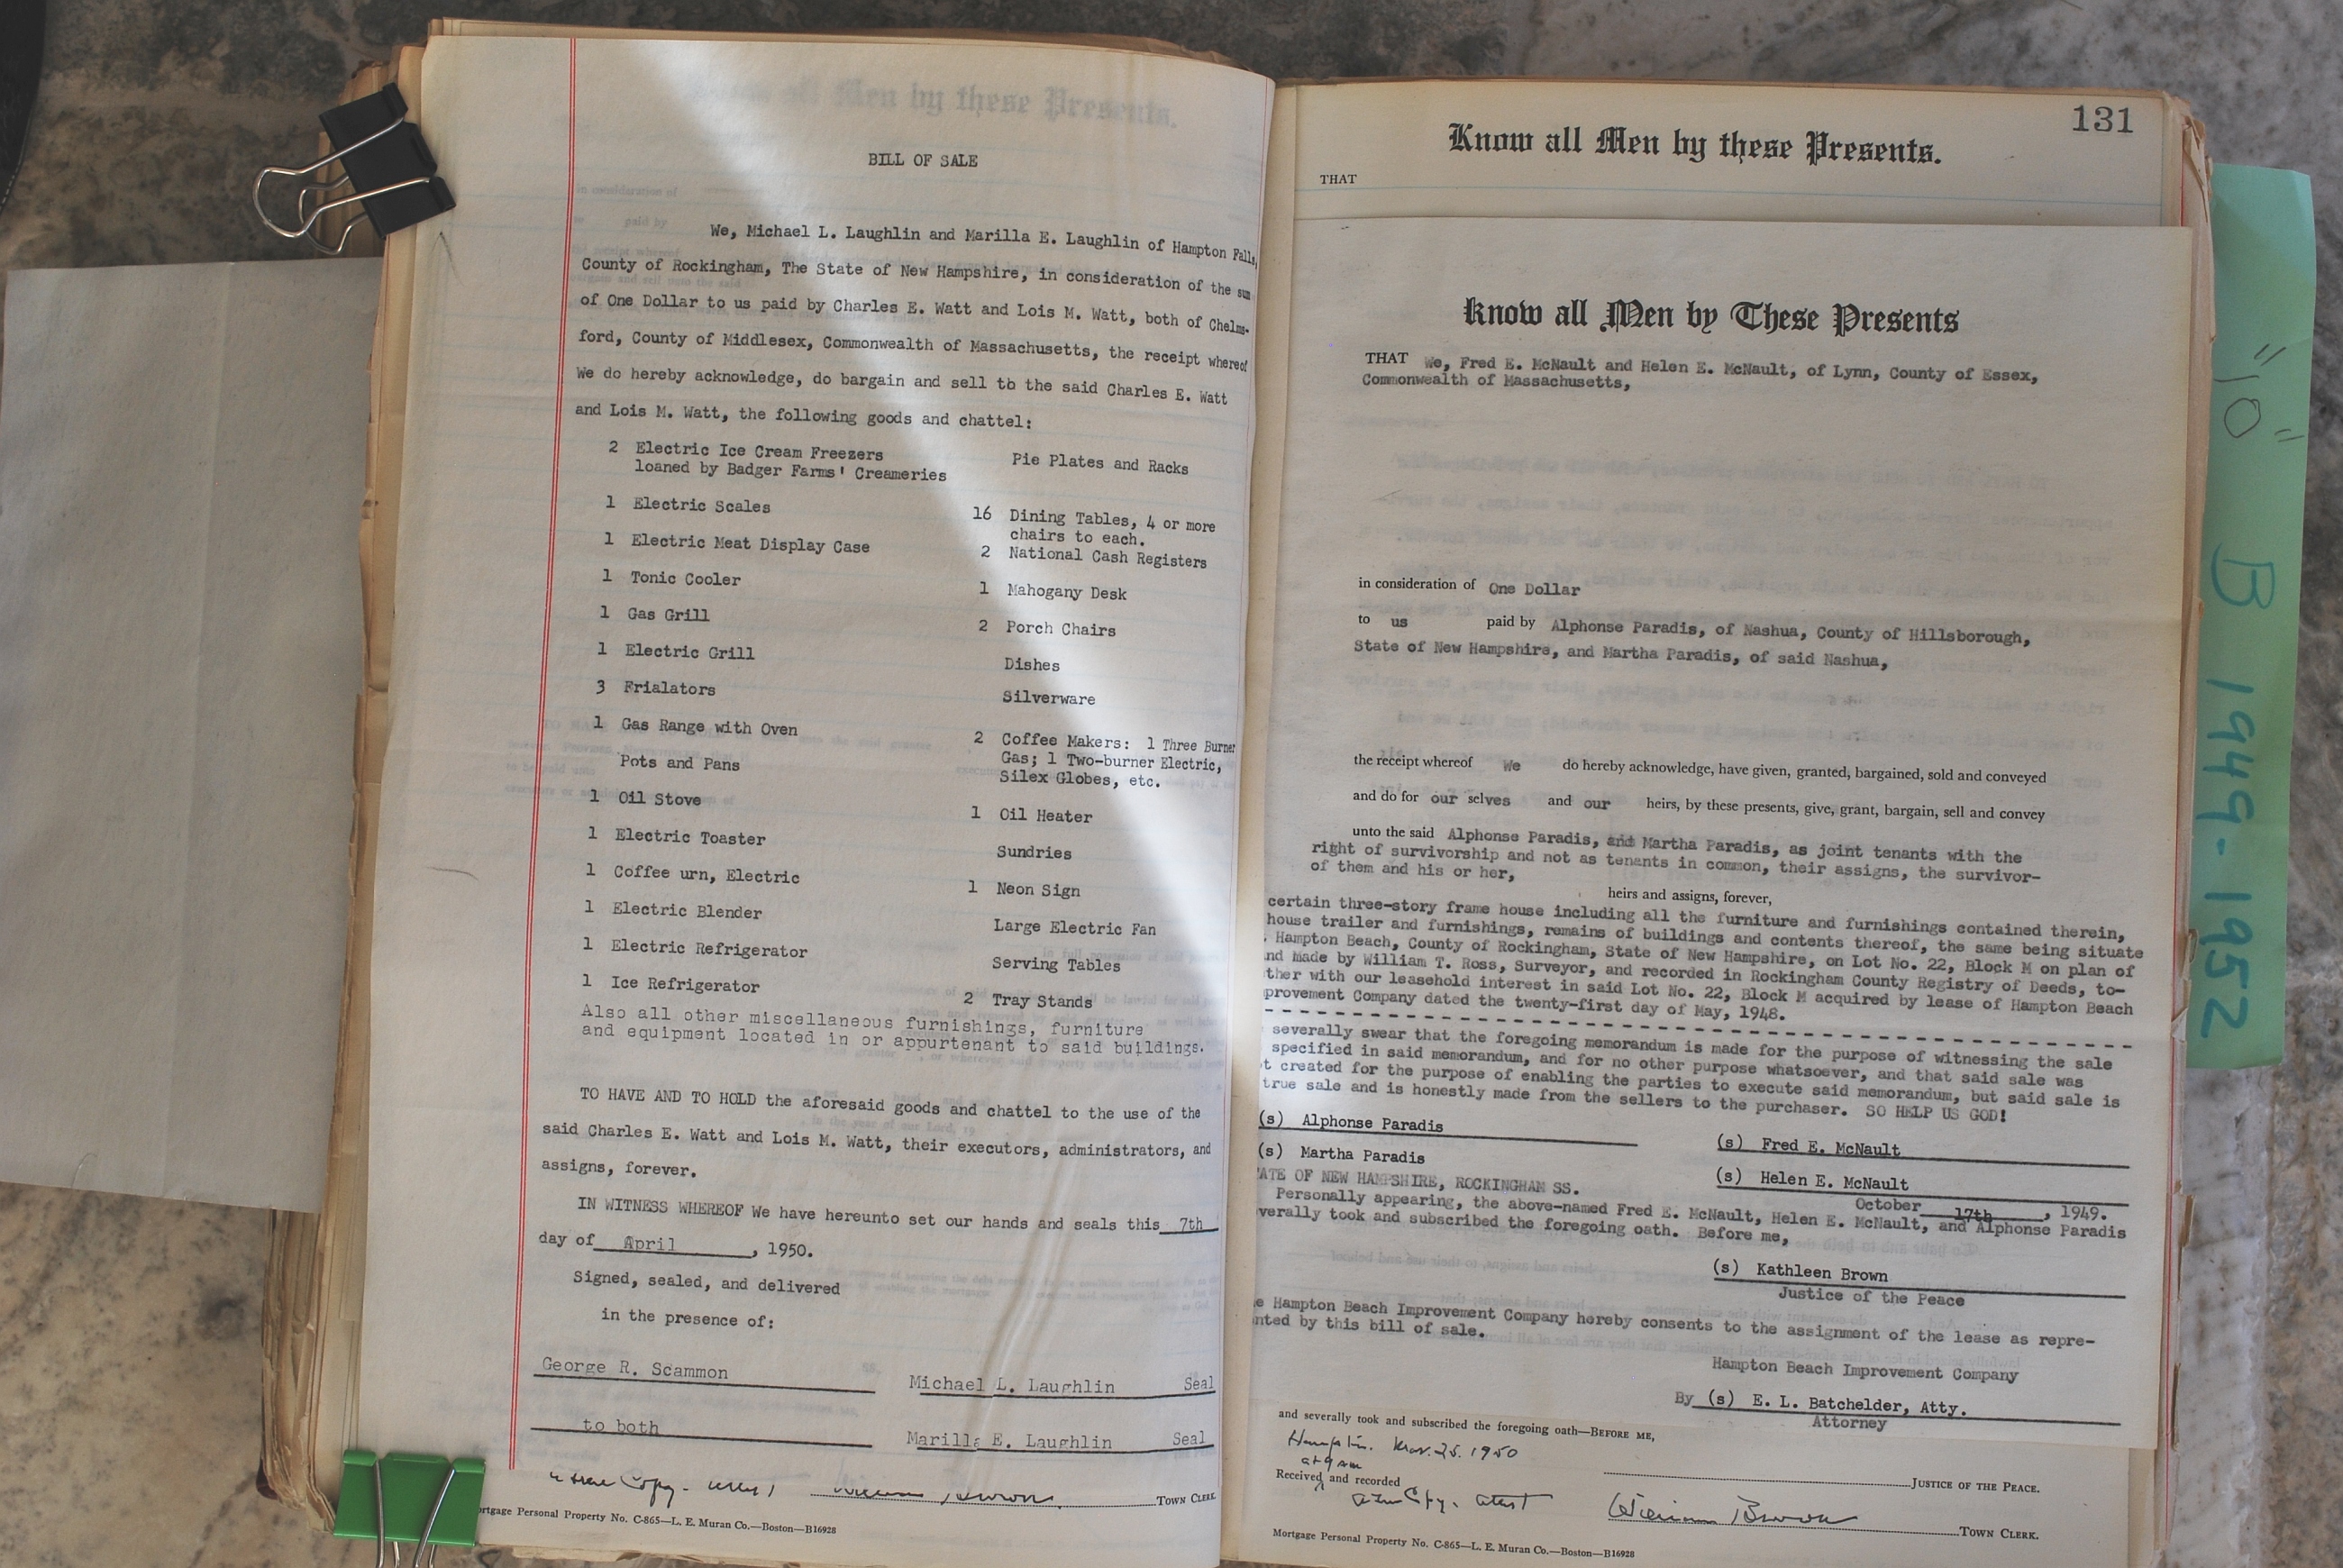 BILL OF SALE
We, Michael L. Laughlin and Marilla E. Laughlin of Hampton Falls,
County of Rockingham, The State of New Hampshire, in consideration of the sum
of One Dollar to us paid by Charles E. Watt and Lois M. Watt, both of Chelms-
ford, County of Middlesex, Commonwealth of Massachusetts, the receipt whereof
We do hereby acknowledge, do bargain and sell to the said Charles E. Watt
and Lois M. Watt, the following goods and chattel:
2 Electric Ice Cream Freezers
loaned by Badger Farms' Creameries
1 Electric Scales
1 Electric Meat Display Case
1 Tonic Cooler
1 Gas Grill
1 Electric Grill
3 Frialators
1 Gas Range with Oven
Pots and Pans
1 Oil Stove
1 Electric Toaster
1 Coffee urn, Electric
1 Electric Blender
1 Electric Refrigerator
1 Ice Refrigerator
Pie Plates and Racks
16 Dining Tables, 4 or more
chairs to each.
2 National Cash Registers
1 Mahogany Desk
2 Porch Chairs
Dishes
Silverware
2 Coffee Makers: 1 Three Burner
Gas; 1 Two-burner Electric,
Silex Globes, etc.
1 Oil Heater
Sundries
1 Neon Sign
Large Electric Fan
Serving Tables
2 Tray Stands
Also all other miscellaneous furnishings, furniture
and equipment located in or appurtenant to said buildings.
TO HAVE AND TO HOLD the aforesaid goods and chattel to the use of the
said Charles E. Watt and Lois M. Watt, their executors, administrators, and
assigns, forever.
IN WITNESS WHEREOF We have hereunto set our hands and seals this 7th
day of April, 1950.
Signed, sealed, and delivered
in the presence of:
George R. Scammon
Michael L. Laughlin Seal
to both
Marilla E. Laughlin Seal
a true Copy - attest William Brown TOWN CLERK
ortgage Personal Property No. C-865—L. E. Muran Co.—Boston—B16928
131
Know all Men by these Presents.
THAT
Know all Men by These Presents
THAT We, Fred E. McNault and Helen E. McNault, of Lynn, County of Essex,
Commonwealth of Massachusetts,
in consideration of One Dollar
to us paid by Alphonse Paradis, of Nashua, County of Hillsborough,
State of New Hampshire, and Martha Paradis, of said Nashua,
the receipt whereof we do hereby acknowledge, have given, granted, bargained, sold and conveyed
and do for our selves and our heirs, by these presents, give, grant, bargain, sell and convey
unto the said Alphonse Paradis, and Martha Paradis, as joint tenants with the
right of survivorship and not as tenants in common, their assigns, the survivor-
of them and his or her,
heirs and assigns, forever,
certain three-story frame house including all the furniture and furnishings contained therein,
house trailer and furnishings, remains of buildings and contents thereof, the same being situate
Hampton Beach, County of Rockingham, State of New Hampshire, on Lot No. 22, Block M on plan of
nd made by William T. Ross, Surveyor, and recorded in Rockingham County Registry of Deeds, to-
ther with our leasehold interest in said Lot No. 22, Block M acquired by lease of Hampton Beach
provement Company dated the twenty-first day of May, 1948.
severally swear that the foregoing memorandum is made for the purpose of witnessing the sale
specified in said memorandum, and for no other purpose whatsoever, and that said sale was
t created for the purpose of enabling the parties to execute said memorandum, but said sale is
true sale and is honestly made from the sellers to the purchaser. SO HELP US GOD!
(s) Alphonse Paradis
(s) Fred E. McNault
(s) Martha Paradis
(s) Helen E. McNault
ATE OF NEW HAMPSHIRE, ROCKINGHAM SS. October 17th, 1949.
Personally appearing, the above-named Fred E. McNault, Helen E. McNault, and Alphonse Paradis
verally took and subscribed the foregoing oath. Before me,
(s) Kathleen Brown
Justice of the Peace
e Hampton Beach Improvement Company hereby consents to the assignment of the lease as repre-
nted by this bill of sale.
Hampton Beach Improvement Company
By (s) E. L. Batchelder, Atty.
Attorney
and severally took and subscribed the foregoing oath—BEFORE ME,
Hampton. Mar. 25. 1950
at 9 am
JUSTICE OF THE PEACE.
Received and recorded
a true Copy - attest William Brown TOWN CLERK.
Mortgage Personal Property No. C-865—L. E. Muran Co.—Boston—B16928
"10" B 1949-1952